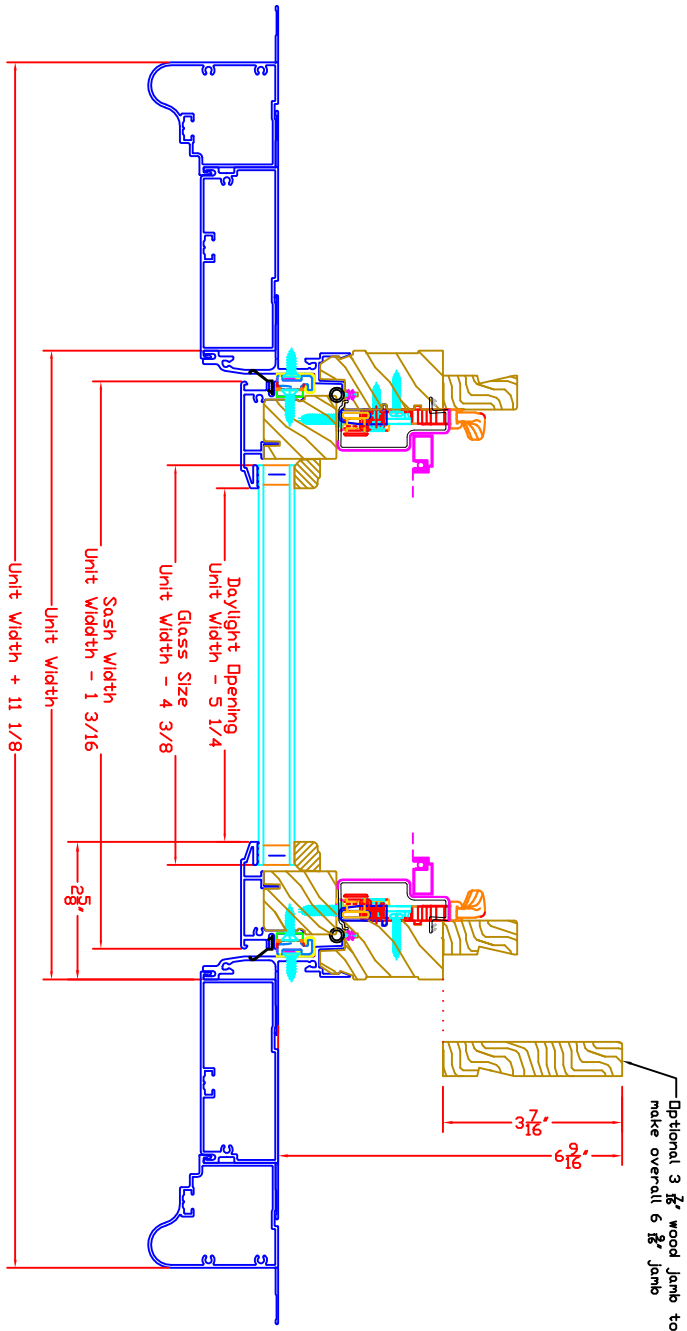 Optional 3 7/16" wood jamb to
make overall 6 9/16" jamb
3 7/16"
6 9/16"
Daylight Opening
Unit Width - 5 1/4
Glass Size
Unit Width - 4 3/8
Sash Width
Unit Widdth - 1 3/16
Unit Width
2 5/8"
Unit Width + 11 1/8